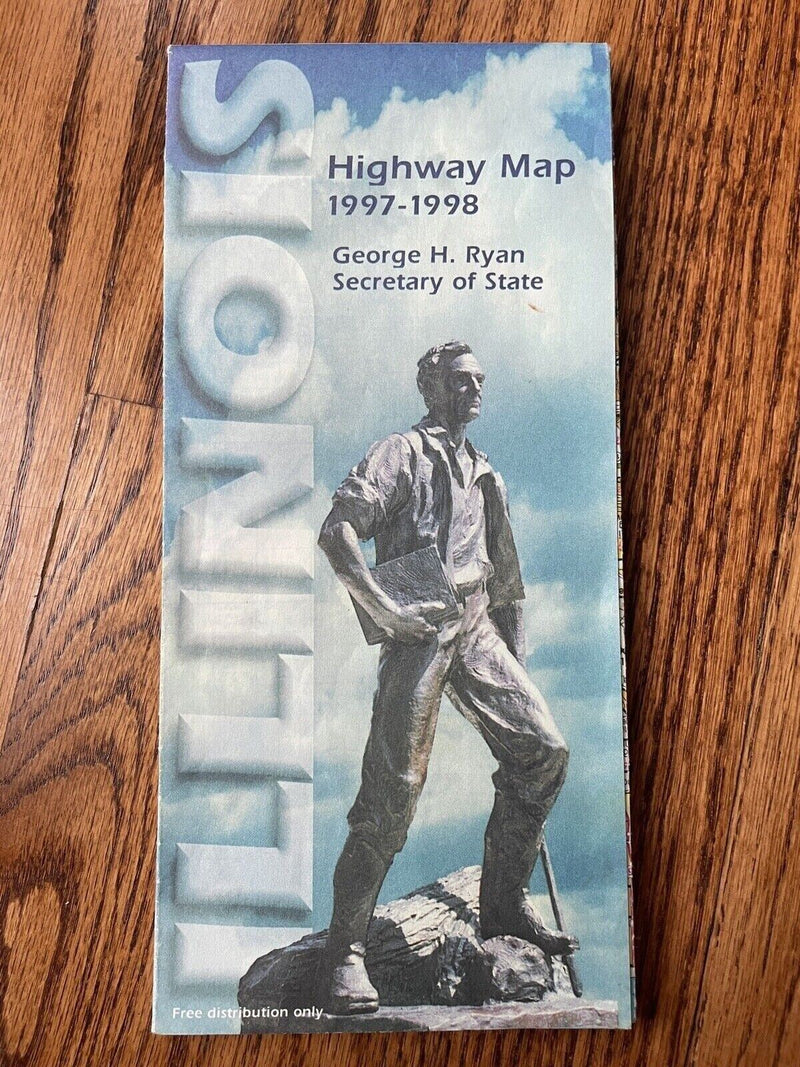 ILLINOIS
Highway Map
1997-1998
George H. Ryan
Secretary of State
Free distribution only